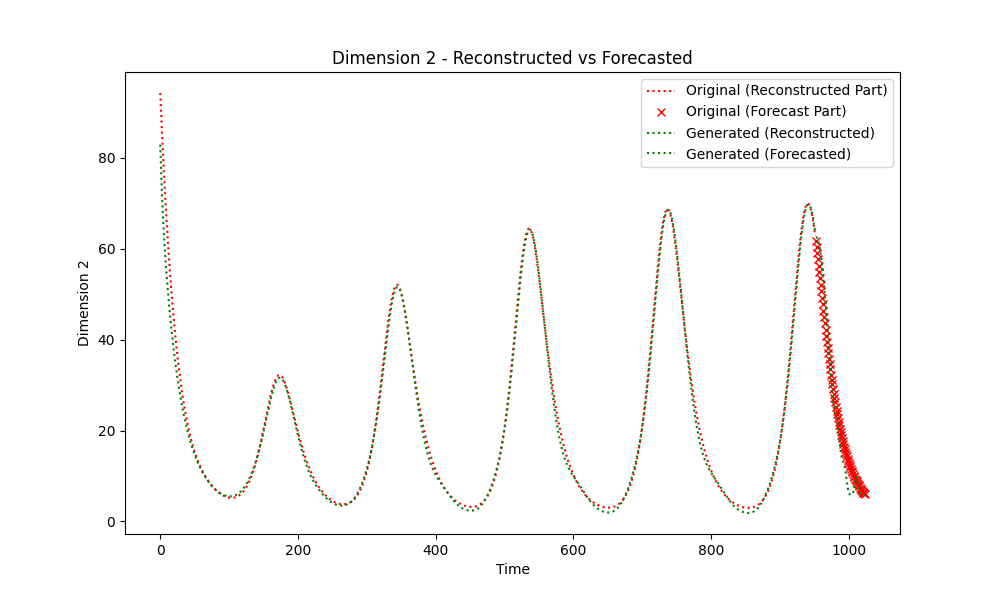 Dimension 2 - Reconstructed vs Forecasted
Original (Reconstructed Part)
Original (Forecast Part)
Generated (Reconstructed)
Generated (Forecasted)
Dimension 2
80
60
40
20
0
0 200 400 600 800 1000
Time